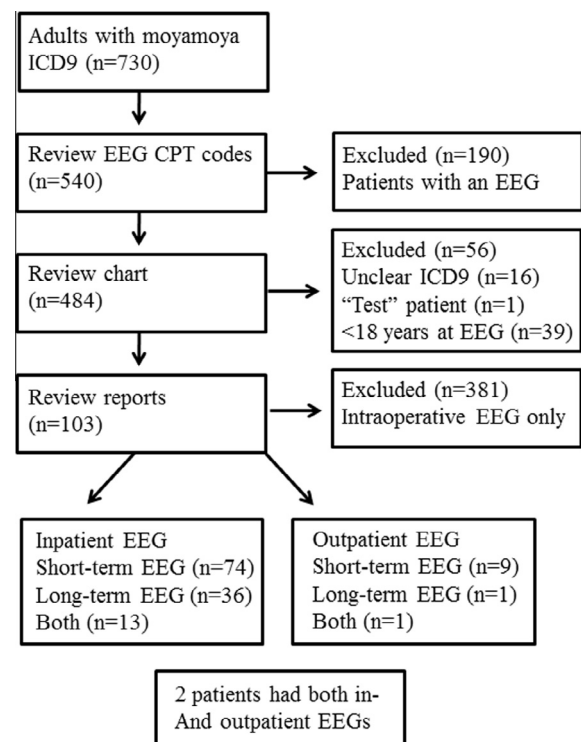 Adults with moyamoya
ICD9 (n=730)
Review EEG CPT codes
(n=540)
Excluded (n=190)
Patients with an EEG
Review chart
(n=484)
Excluded (n=56)
Unclear ICD9 (n=16)
“Test” patient (n=1)
<18 years at EEG (n=39)
Review reports
(n=103)
Excluded (n=381)
Intraoperative EEG only
Inpatient EEG
Short-term EEG (n=74)
Long-term EEG (n=36)
Both (n=13)
Outpatient EEG
Short-term EEG (n=9)
Long-term EEG (n=1)
Both (n=1)
2 patients had both in-
And outpatient EEGs